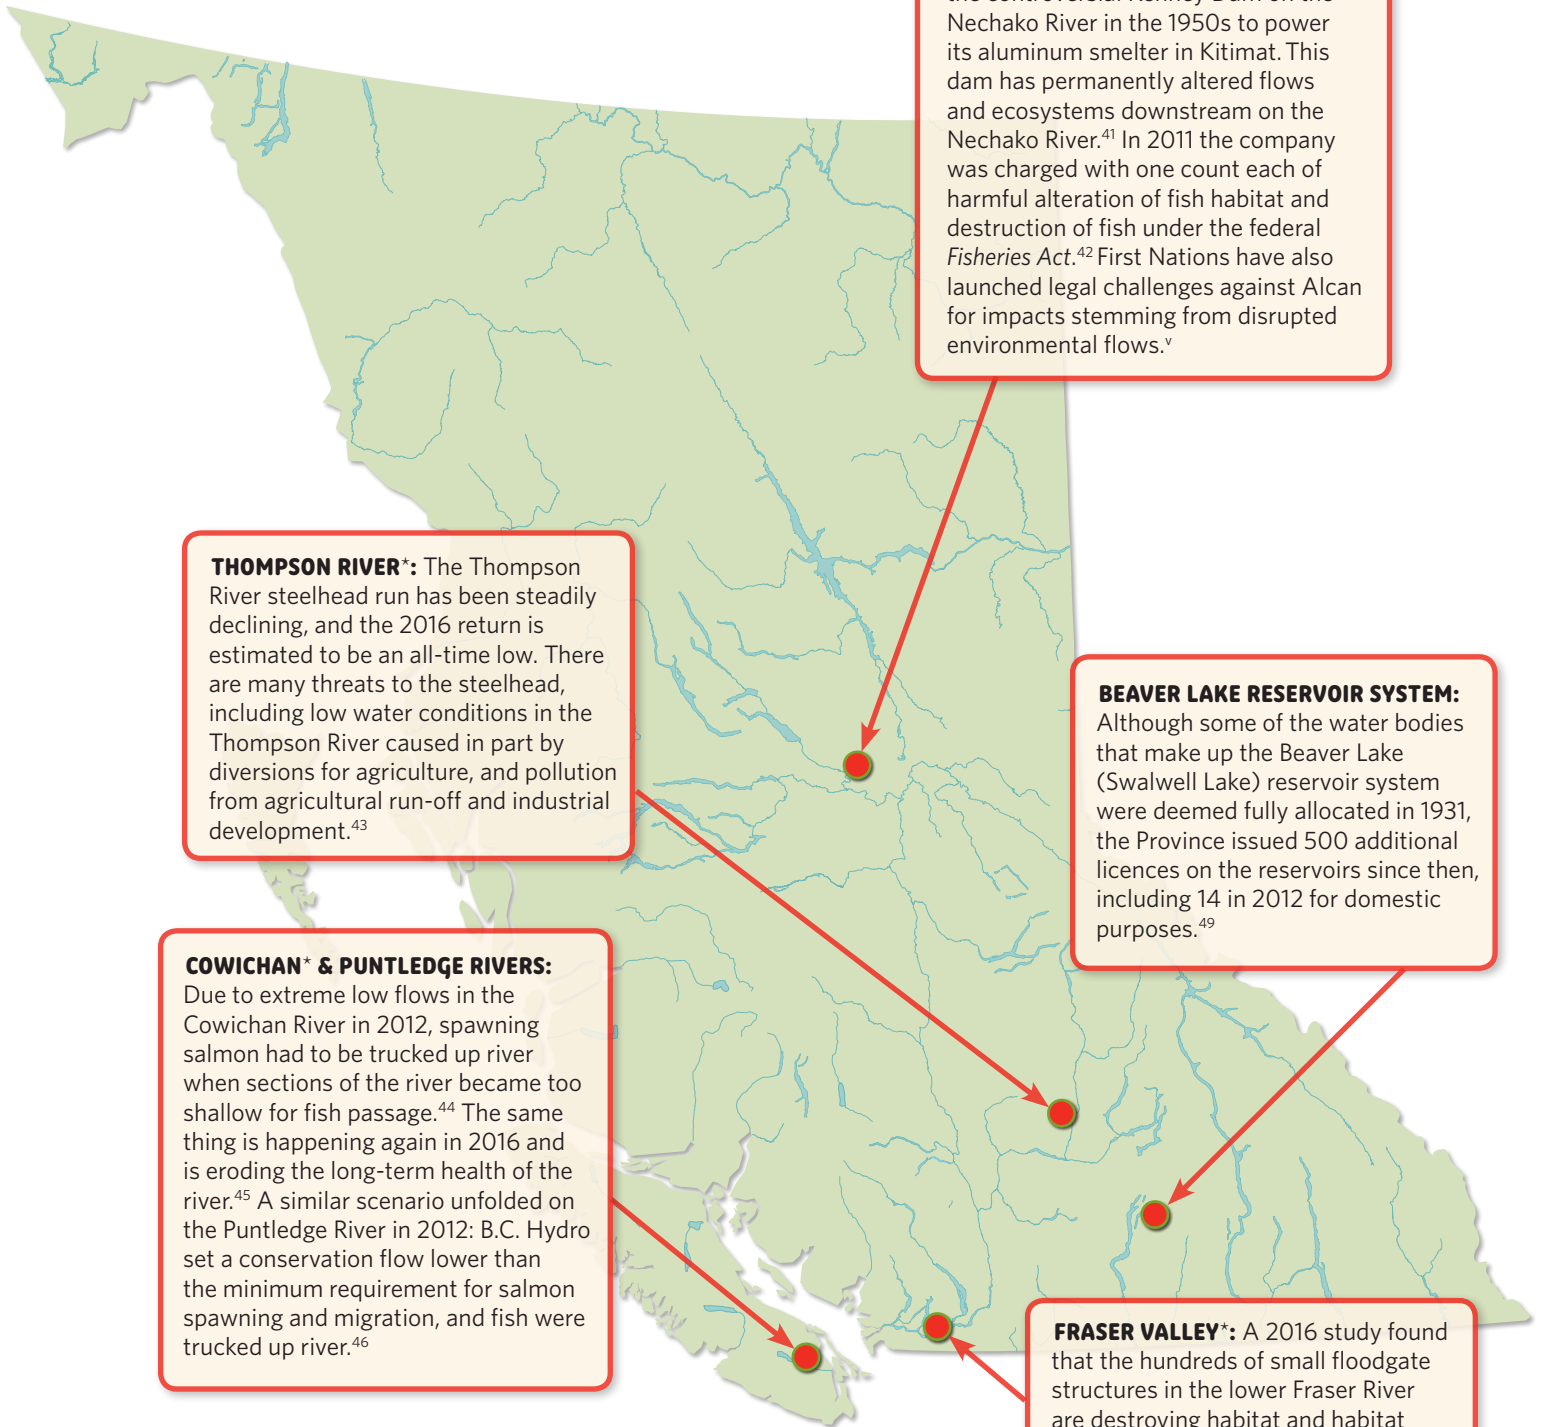 the controversial Kenney Dam on the
Nechako River in the 1950s to power
its aluminum smelter in Kitimat. This
dam has permanently altered flows
and ecosystems downstream on the
Nechako River.41 In 2011 the company
was charged with one count each of
harmful alteration of fish habitat and
destruction of fish under the federal
Fisheries Act.42 First Nations have also
launched legal challenges against Alcan
for impacts stemming from disrupted
environmental flows.v
THOMPSON RIVER*: The Thompson
River steelhead run has been steadily
declining, and the 2016 return is
estimated to be an all-time low. There
are many threats to the steelhead,
including low water conditions in the
Thompson River caused in part by
diversions for agriculture, and pollution
from agricultural run-off and industrial
development.43
BEAVER LAKE RESERVOIR SYSTEM:
Although some of the water bodies
that make up the Beaver Lake
(Swalwell Lake) reservoir system
were deemed fully allocated in 1931,
the Province issued 500 additional
licences on the reservoirs since then,
including 14 in 2012 for domestic
purposes.49
COWICHAN* & PUNTLEDGE RIVERS:
Due to extreme low flows in the
Cowichan River in 2012, spawning
salmon had to be trucked up river
when sections of the river became too
shallow for fish passage.44 The same
thing is happening again in 2016 and
is eroding the long-term health of the
river.45 A similar scenario unfolded on
the Puntledge River in 2012: B.C. Hydro
set a conservation flow lower than
the minimum requirement for salmon
spawning and migration, and fish were
trucked up river.46
FRASER VALLEY*: A 2016 study found
that the hundreds of small floodgate
structures in the lower Fraser River
are destroying habitat and habitat